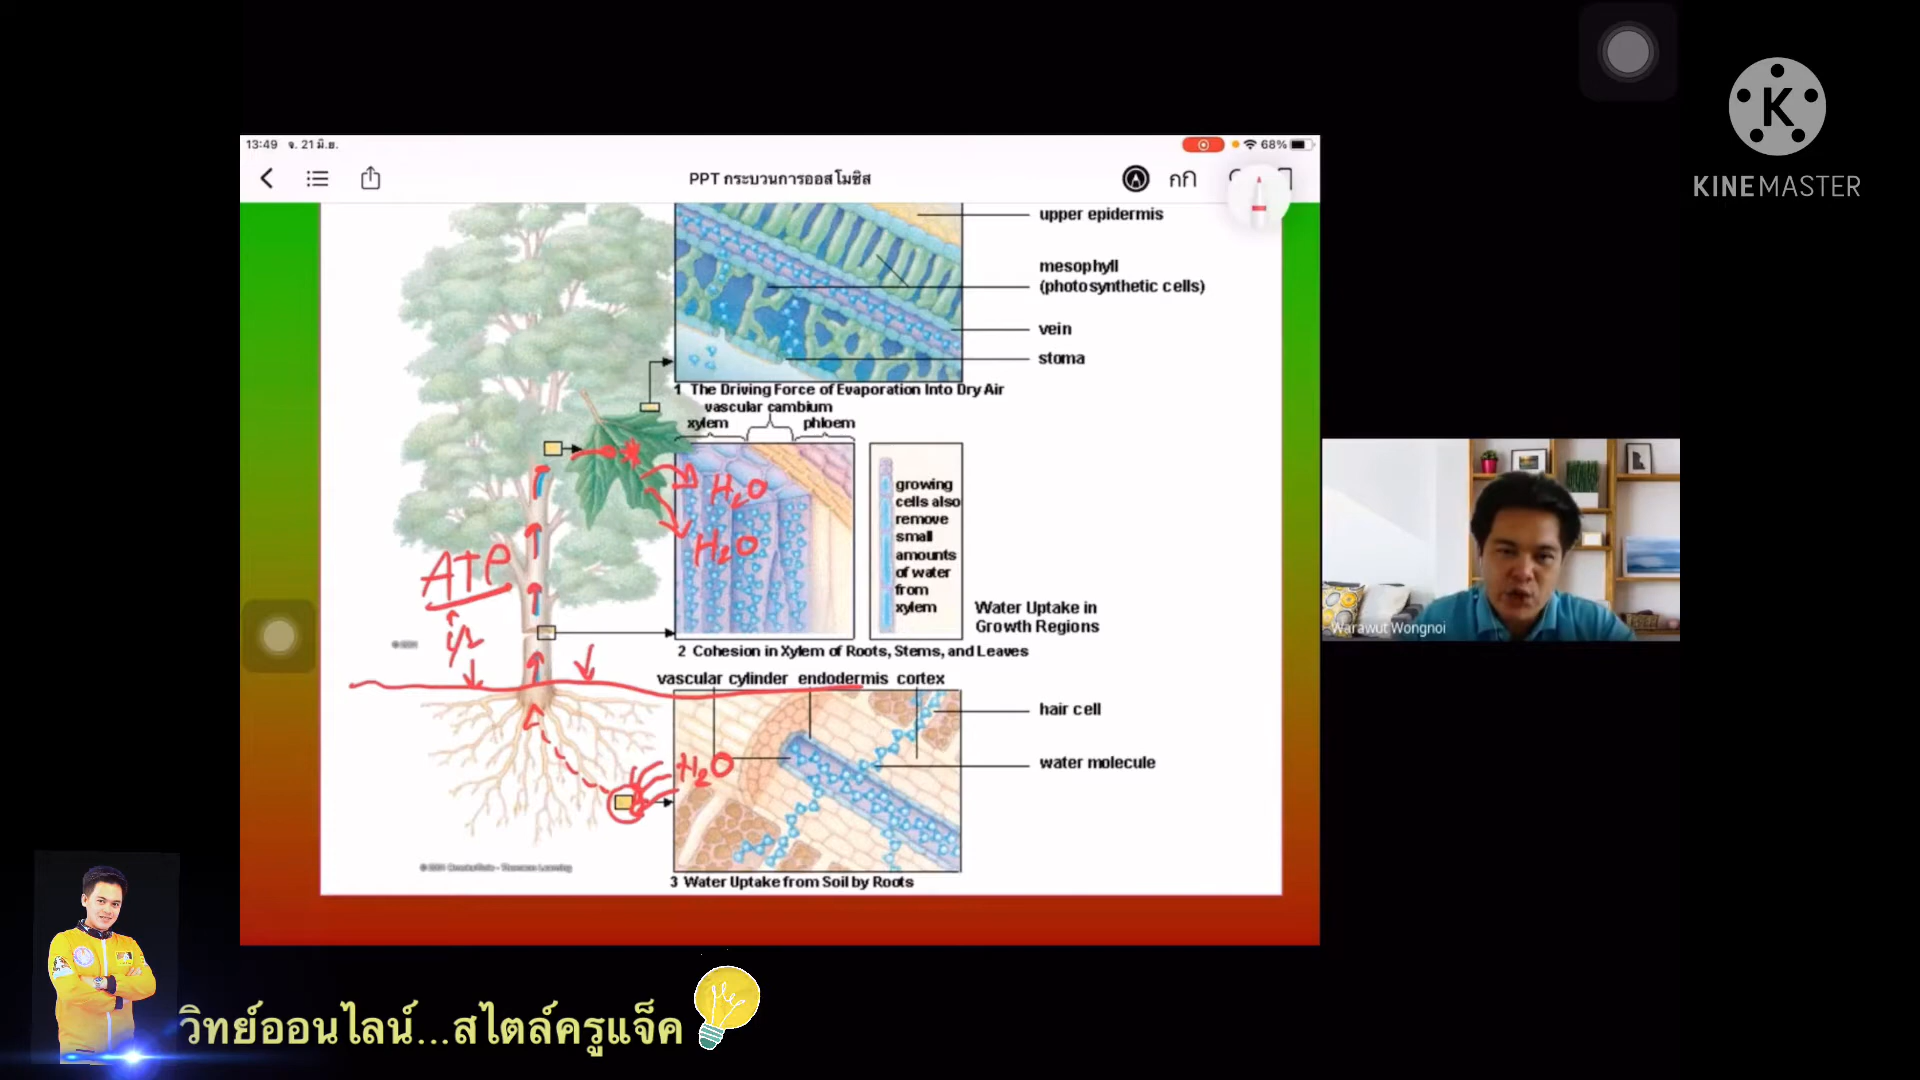 KINEMASTER
13:49 จ. 21 มิ.ย.
68%
PPT กระบวนการออสโมซิส
กก
upper epidermis
mesophyll
(photosynthetic cells)
vein
stoma
1 The Driving Force of Evaporation Into Dry Air
vascular cambium
xylem
phloem
H2O
H2O
ATP
growing
cells also
remove
small
amounts
of water
from
xylem
Water Uptake in
Growth Regions
2 Cohesion in Xylem of Roots, Stems, and Leaves
vascular cylinder endodermis cortex
hair cell
H2O
water molecule
3 Water Uptake from Soil by Roots
Warawut Wongnoi
วิทย์ออนไลน์...สไตล์ครูแจ็ค